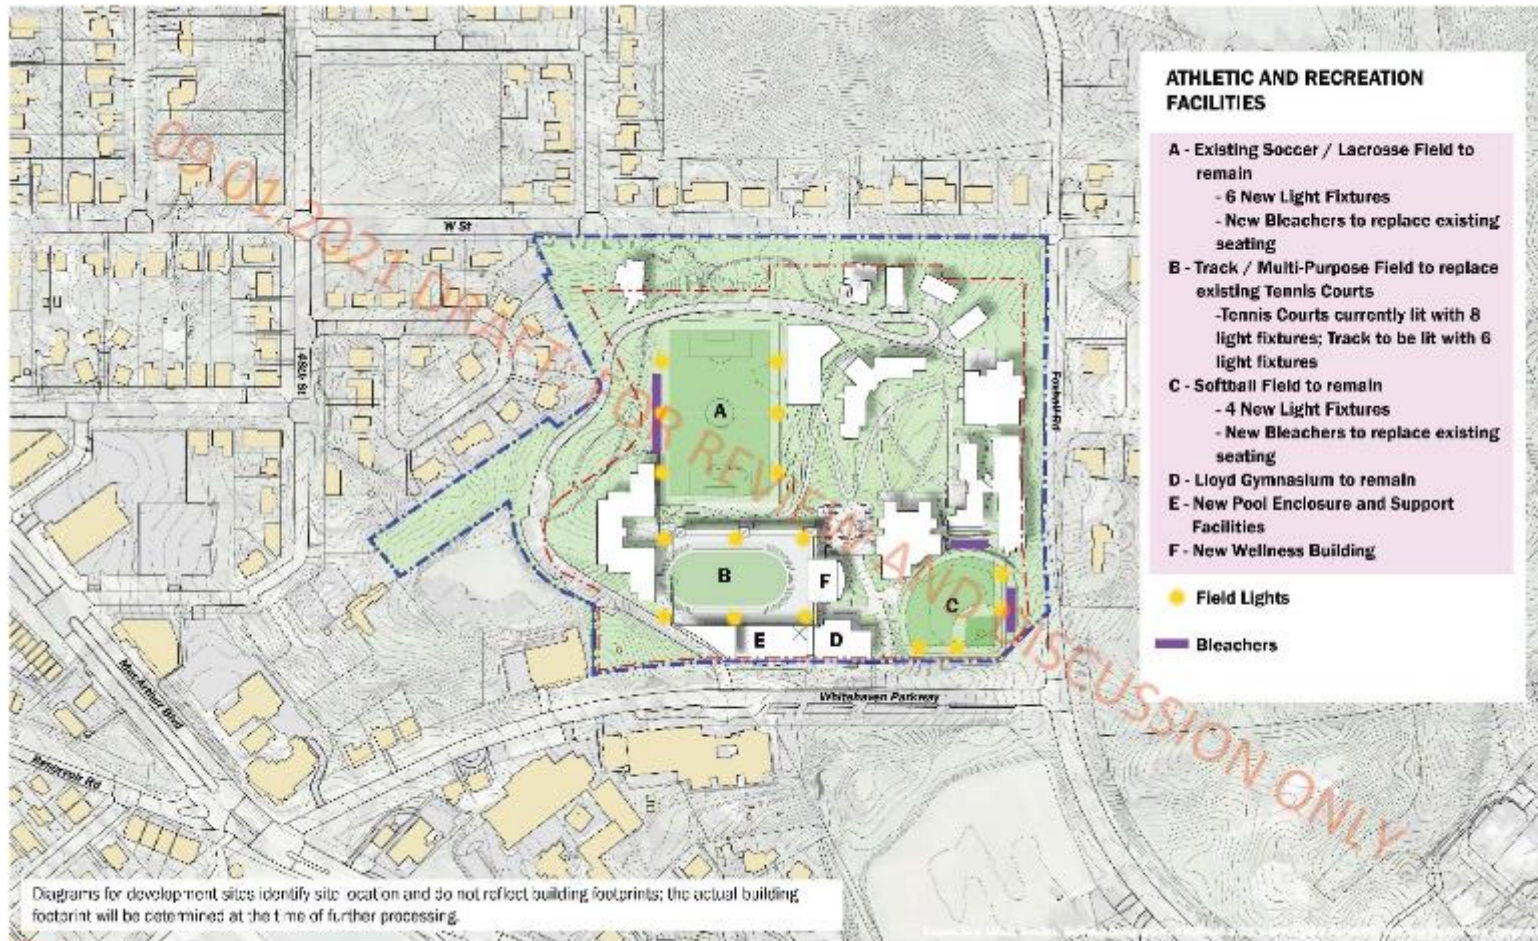 ATHLETIC AND RECREATION
FACILITIES
A - Existing Soccer / Lacrosse Field to
remain
- 6 New Light Fixtures
- New Bleachers to replace existing
seating
B - Track / Multi-Purpose Field to replace
existing Tennis Courts
-Tennis Courts currently lit with 8
light fixtures; Track to be lit with 6
light fixtures
C - Softball Field to remain
- 4 New Light Fixtures
- New Bleachers to replace existing
seating
D - Lloyd Gymnasium to remain
E - New Pool Enclosure and Support
Facilities
F - New Wellness Building
Field Lights
Bleachers
09.01.2021 DRAFT: FOR REVIEW AND DISCUSSION ONLY
W St
48th St
Foxhall Rd
A
B
F
C
E
D
Whitehaven Parkway
MacArthur Blvd
Reservoir Rd
Diagrams for development sites identify site location and do not reflect building footprints; the actual building
footprint will be determined at the time of further processing.